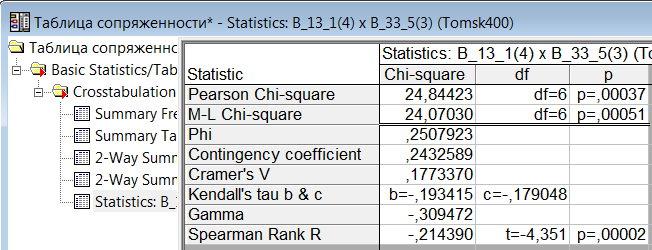 Таблица сопряженности* - Statistics: B_13_1(4) x B_33_5(3) (Tomsk400)
Таблица сопряженнс
Basic Statistics/Tab
Crosstabulation
Summary Fre
Summary Ta
2-Way Summ
2-Way Summ
Statistics: B_
Statistics: B_13_1(4) x B_33_5(3) (To
Statistic Chi-square df p
Pearson Chi-square 24,84423 df=6 p=,00037
M-L Chi-square 24,07030 df=6 p=,00051
Phi ,2507923
Contingency coefficient ,2432589
Cramer's V ,1773370
Kendall's tau b & c b=-,193415 c=-,179048
Gamma -,309472
Spearman Rank R -,214390 t=-4,351 p=,00002